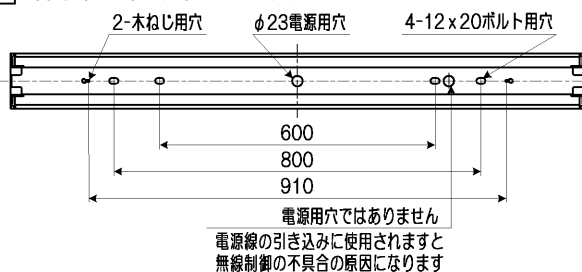 2-木ねじ用穴
φ23電源用穴
4-12x20ボルト用穴
600
800
910
電源用穴ではありません
電源線の引き込みに使用されますと
無線制御の不具合の原因になります